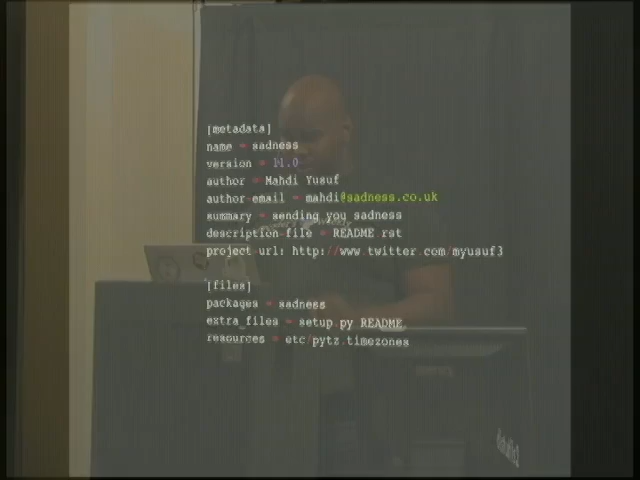 [metadata]
name = sadness
version = 11.0
author = Mahdi Yusuf
author-email = mahdi@sadness.co.uk
summary = sending you sadness
description-file = README.rst
project-url: http://www.twitter.com/myusuf3
[files]
packages = sadness
extra_files = setup.py README
resources = etc/pytz.timezones